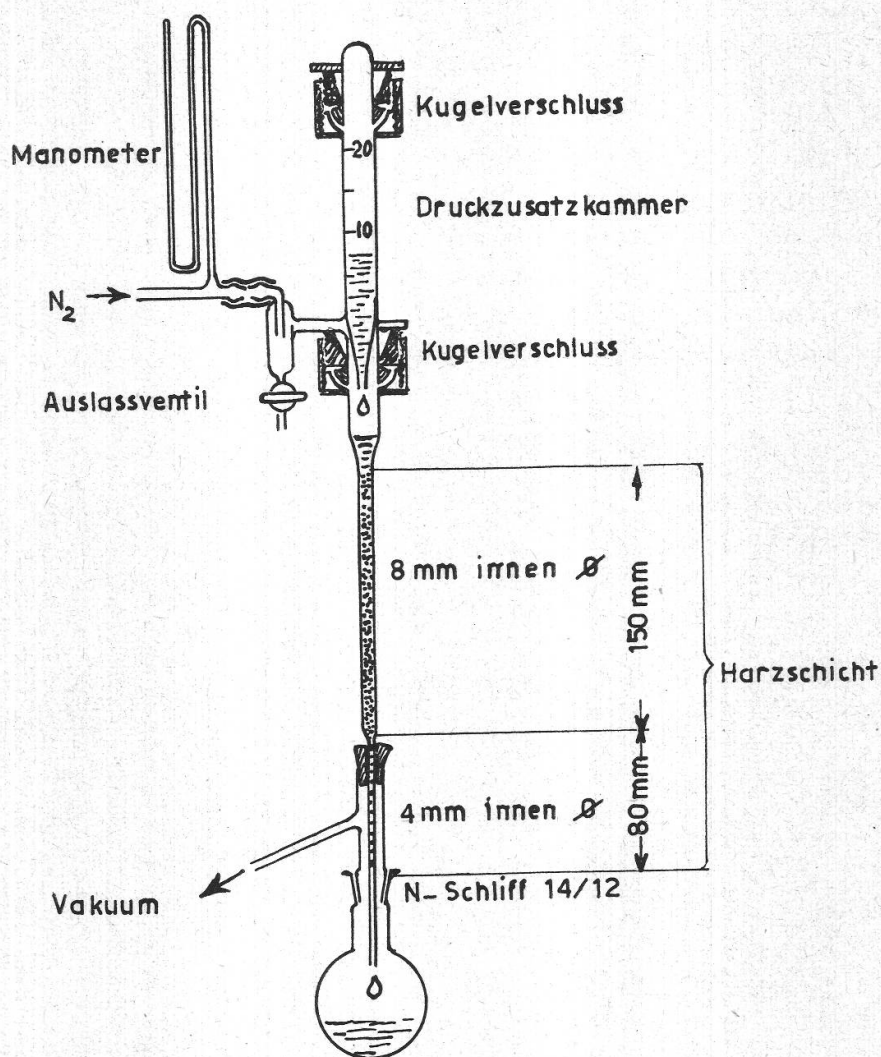 Kugelverschluss
20
Manometer
Druckzusatzkammer
10
N₂
Kugelverschluss
Auslassventil
8 mm innen Ø
150 mm
Harzschicht
80 mm
4 mm innen Ø
N-Schliff 14/12
Vakuum